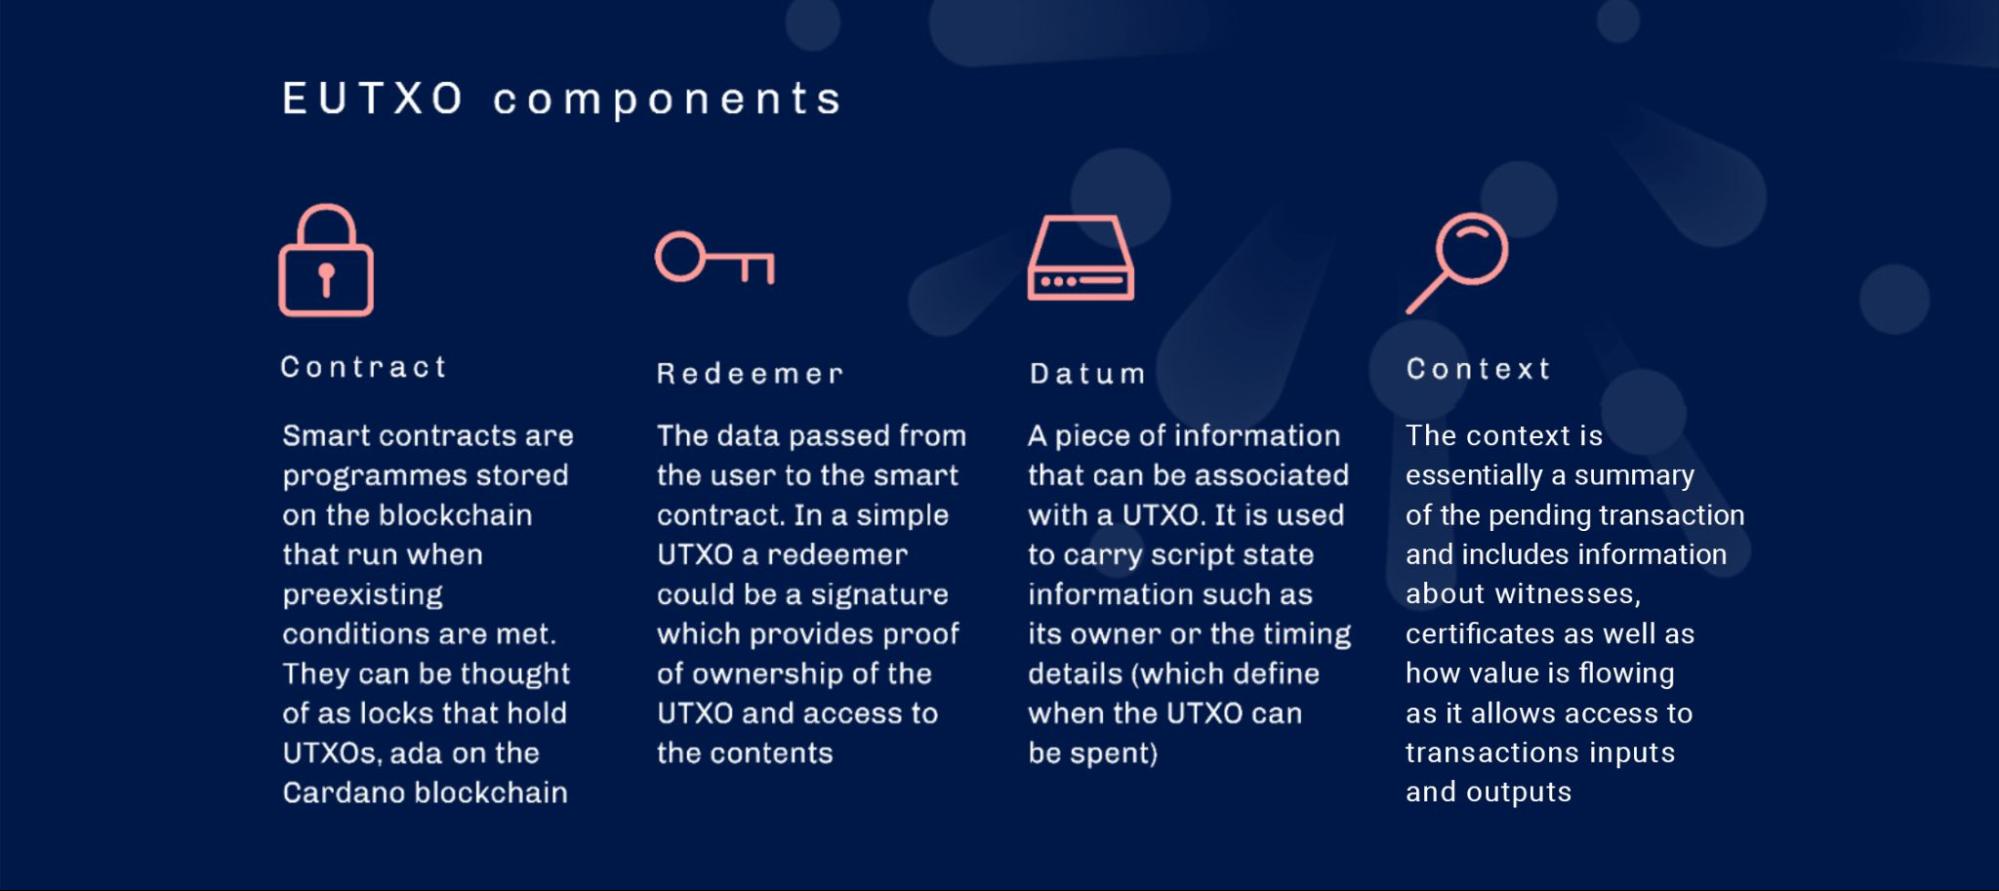 EUTXO components
Contract
Smart contracts are
programmes stored
on the blockchain
that run when
preexisting
conditions are met.
They can be thought
of as locks that hold
UTXOs, ada on the
Cardano blockchain
Redeemer
The data passed from
the user to the smart
contract. In a simple
UTXO a redeemer
could be a signature
which provides proof
of ownership of the
UTXO and access to
the contents
Datum
A piece of information
that can be associated
with a UTXO. It is used
to carry script state
information such as
its owner or the timing
details (which define
when the UTXO can
be spent)
Context
The context is
essentially a summary
of the pending transaction
and includes information
about witnesses,
certificates as well as
how value is flowing
as it allows access to
transactions inputs
and outputs